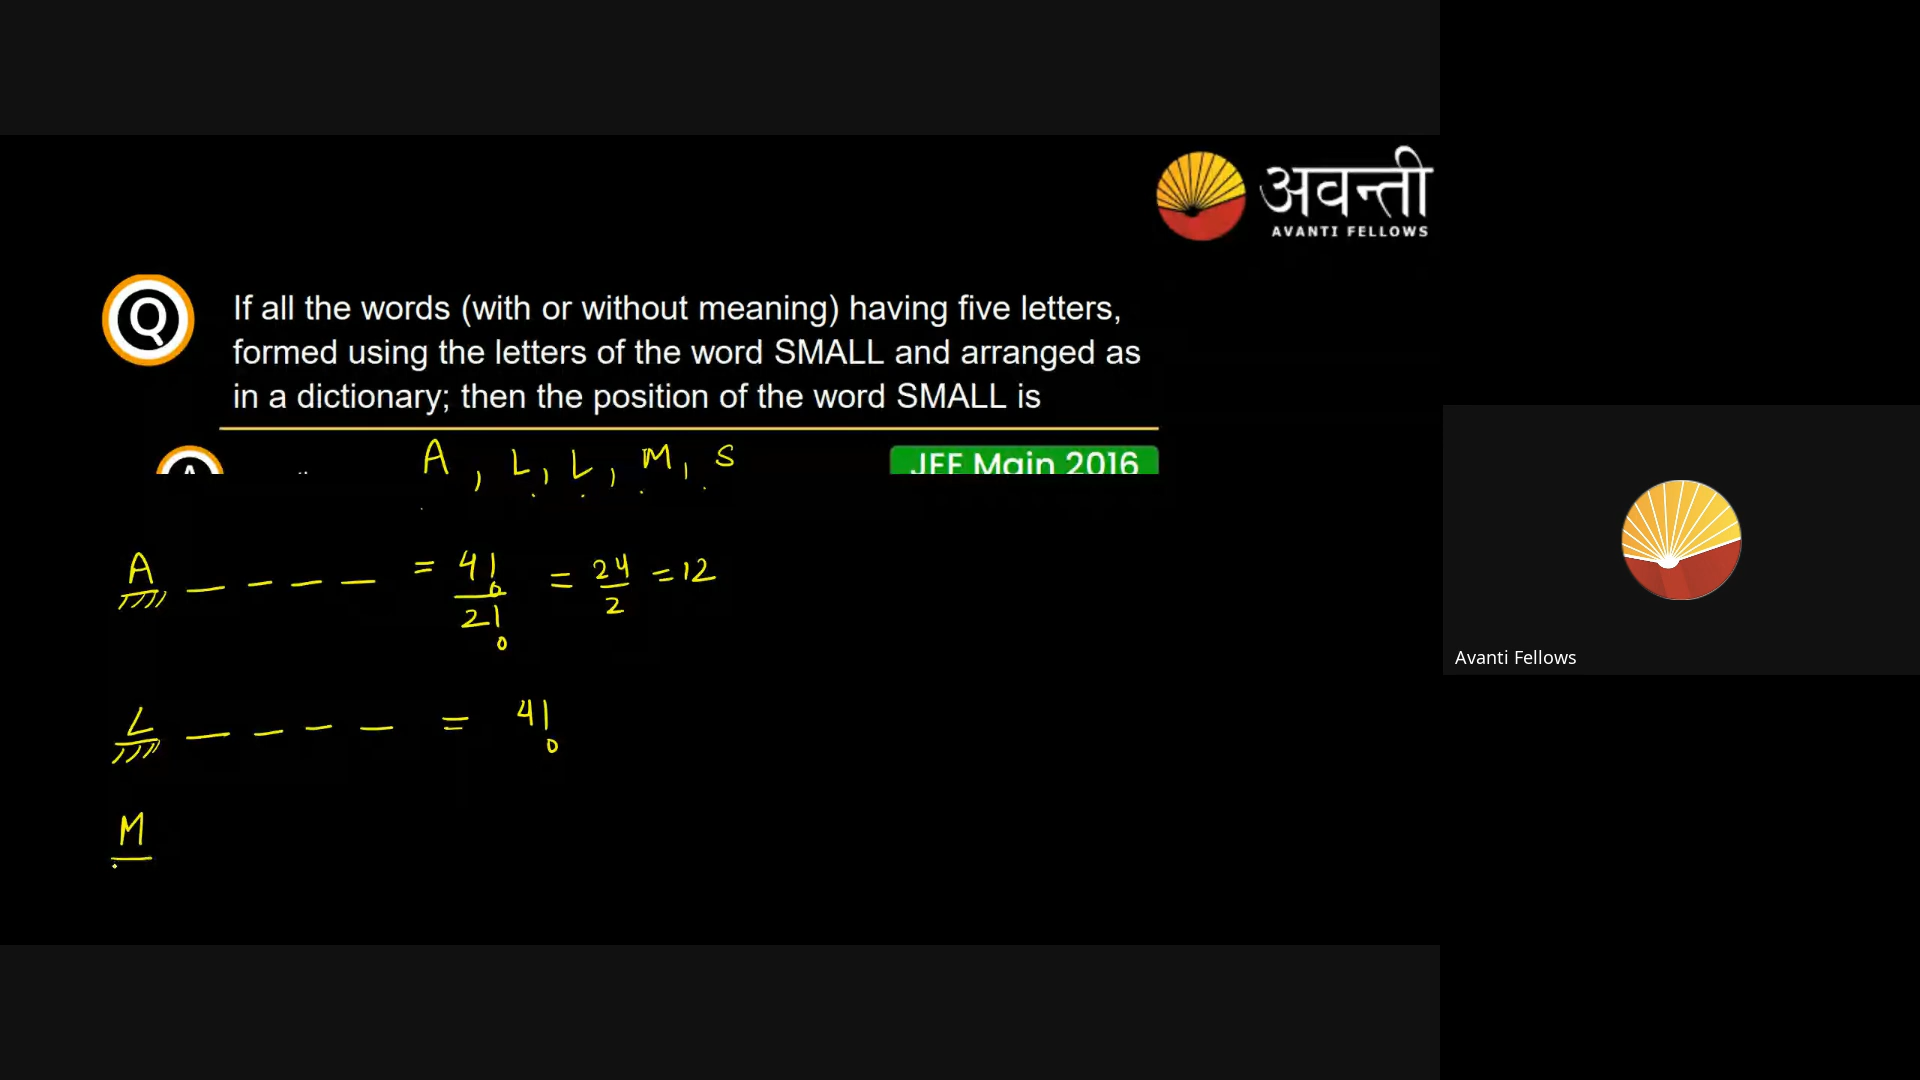 अवन्ती
AVANTI FELLOWS
Q
If all the words (with or without meaning) having five letters,
formed using the letters of the word SMALL and arranged as
in a dictionary; then the position of the word SMALL is
A , L , L , M , S
JEE Main 2016
A _ _ _ _ = 4! / 2! = 24 / 2 = 12
L _ _ _ _ = 4!
M
Avanti Fellows